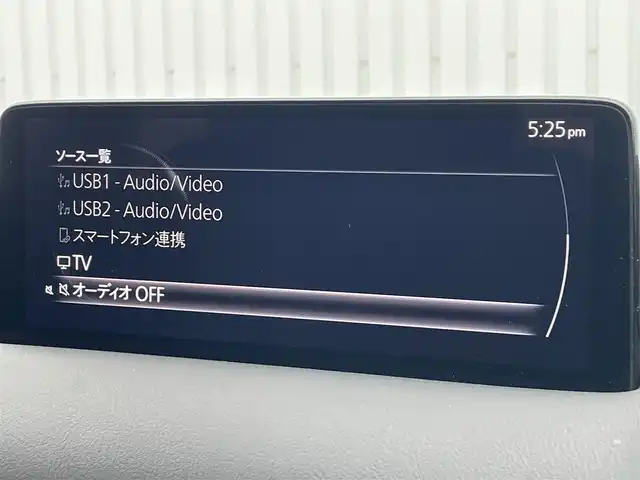 5:25pm
ソース一覧
USB1 - Audio/Video
USB2 - Audio/Video
スマートフォン連携
TV
オーディオ OFF